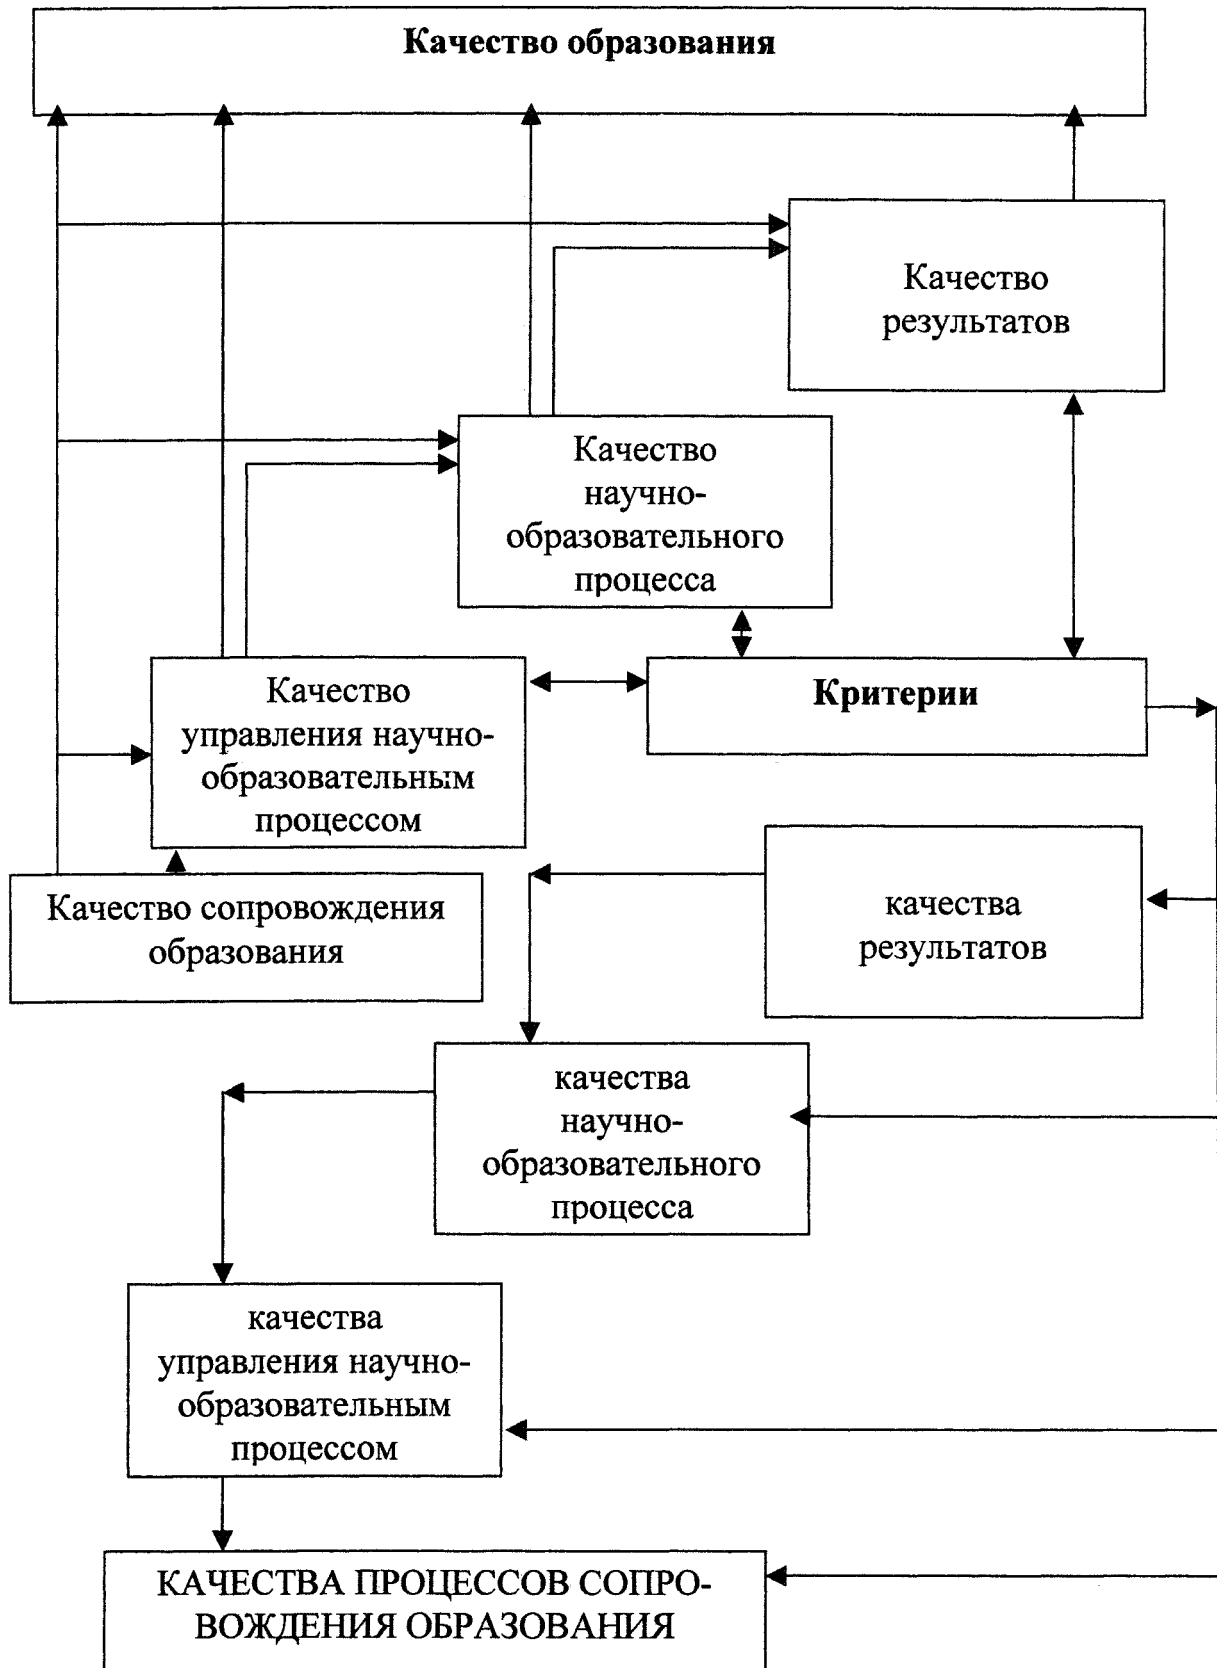 Качество образования
Качество
результатов
Качество
научно-
образовательного
процесса
Качество
управления научно-
образовательным
процессом
Критерии
Качество сопровождения
образования
качества
результатов
качества
научно-
образовательного
процесса
качества
управления научно-
образовательным
процессом
КАЧЕСТВА ПРОЦЕССОВ СОПРО-
ВОЖДЕНИЯ ОБРАЗОВАНИЯ